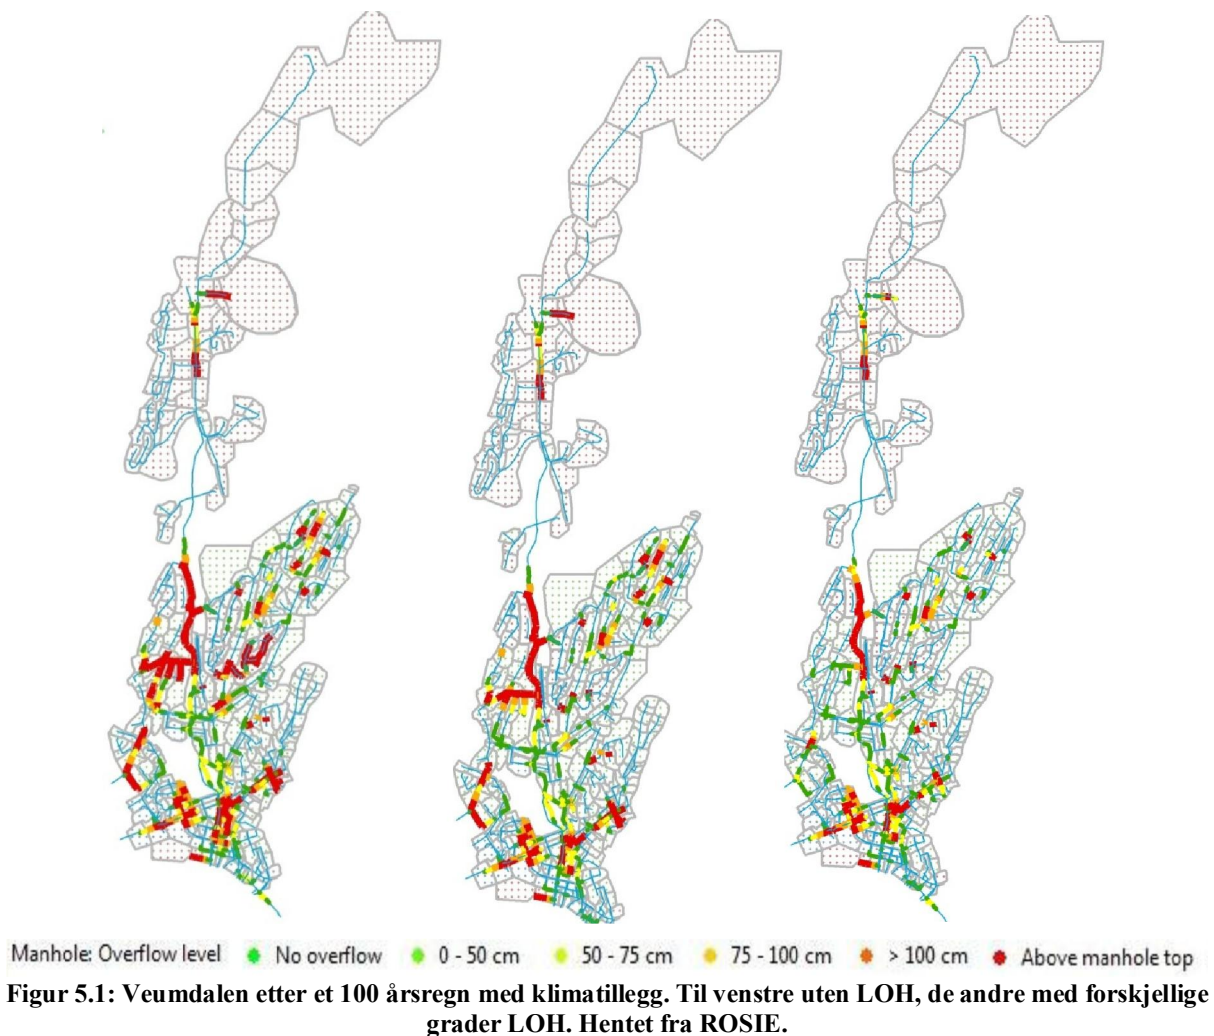 Manhole: Overflow level No overflow 0 - 50 cm 50 - 75 cm 75 - 100 cm > 100 cm Above manhole top
Figur 5.1: Veumdalen etter et 100 årsregn med klimatillegg. Til venstre uten LOH, de andre med forskjellige
grader LOH. Hentet fra ROSIE.